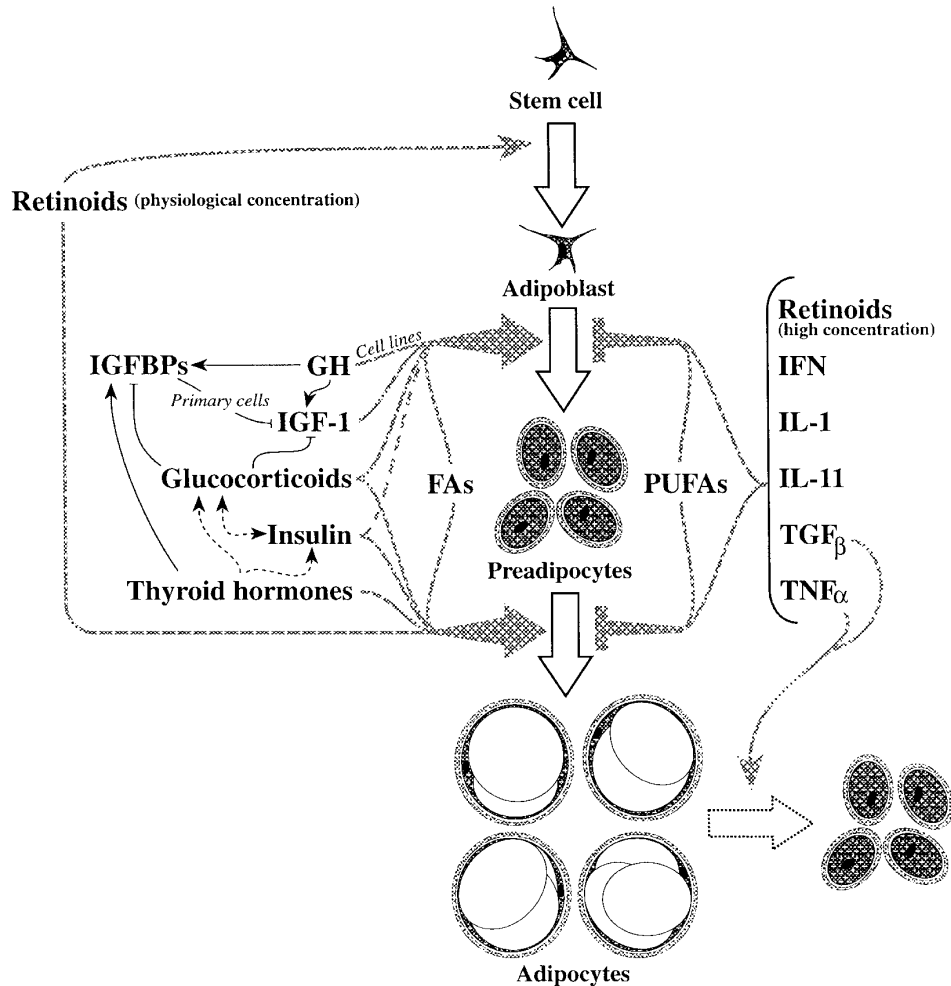 Stem cell
Retinoids (physiological concentration)
Adipoblast
Retinoids
(high concentration)
Cell lines
IGFBPs
GH
IFN
Primary cells
IGF-1
IL-1
Glucocorticoids
FAs
PUFAs
IL-11
Insulin
TGFβ
Preadipocytes
Thyroid hormones
TNFα
Adipocytes